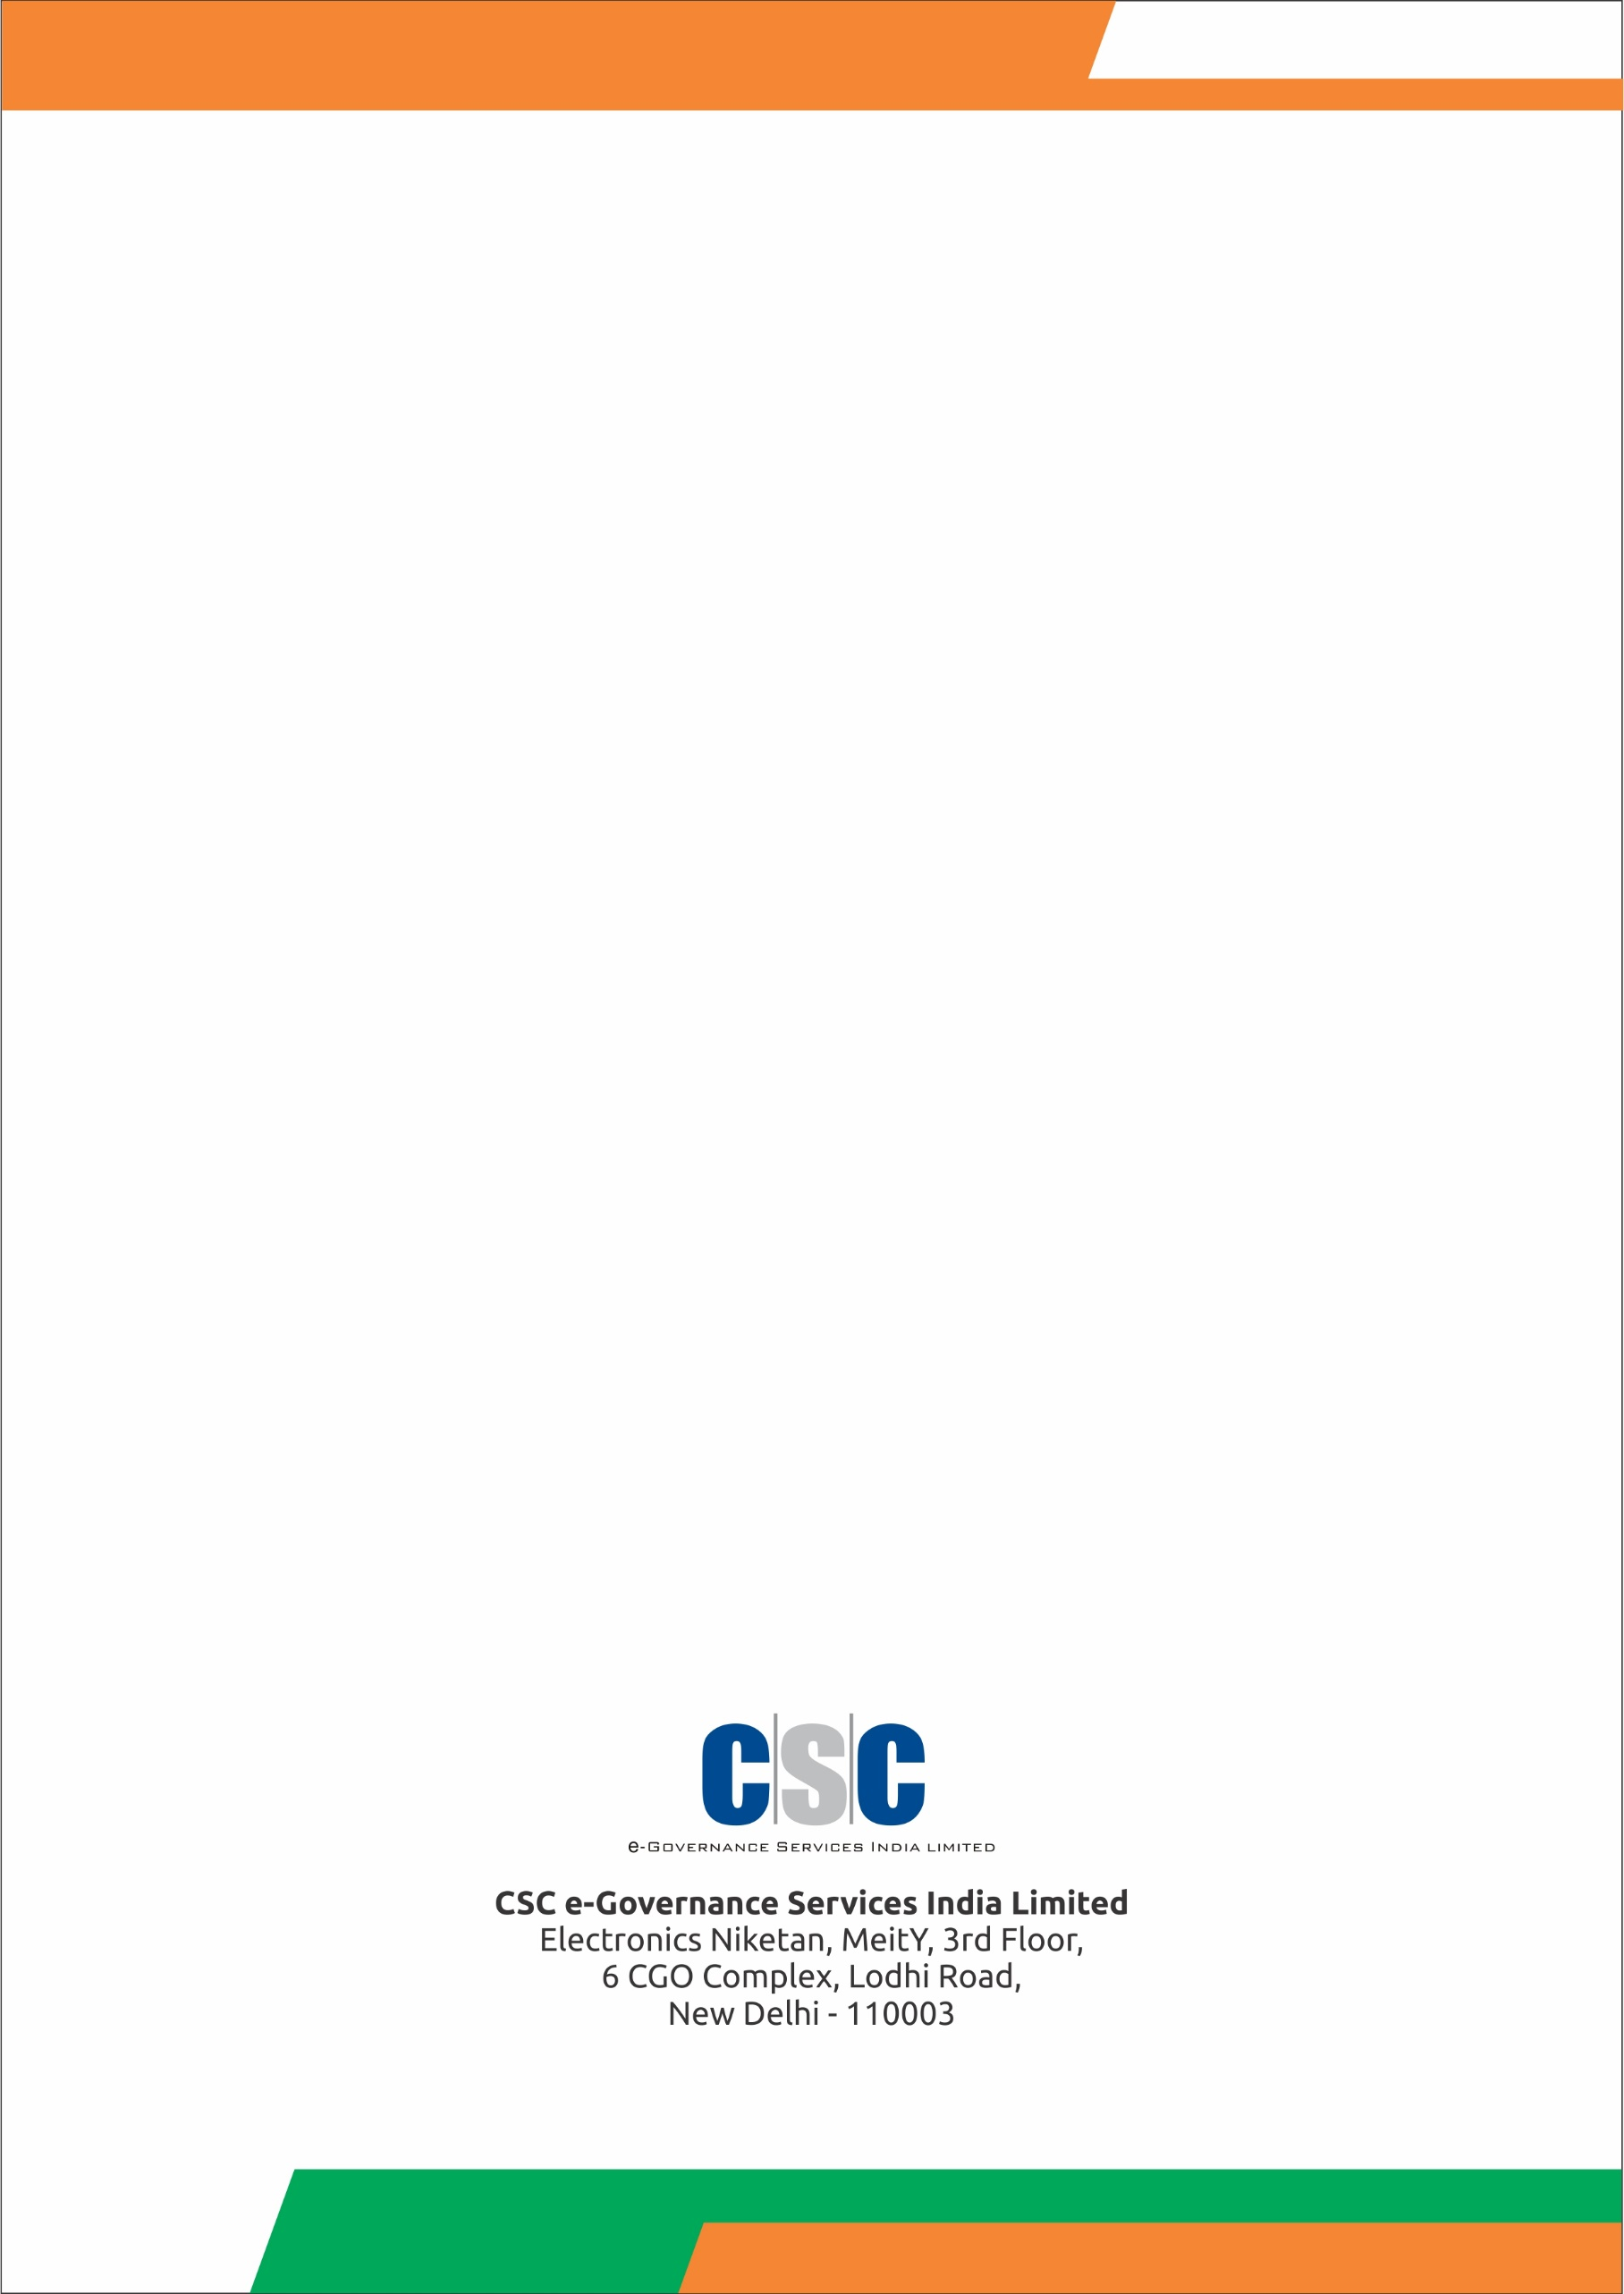 CSC
e-Governance Services India Limited
CSC e-Governance Services India Limited
Electronics Niketan, MeitY, 3rd Floor,
6 CGO Complex, Lodhi Road,
New Delhi - 110003